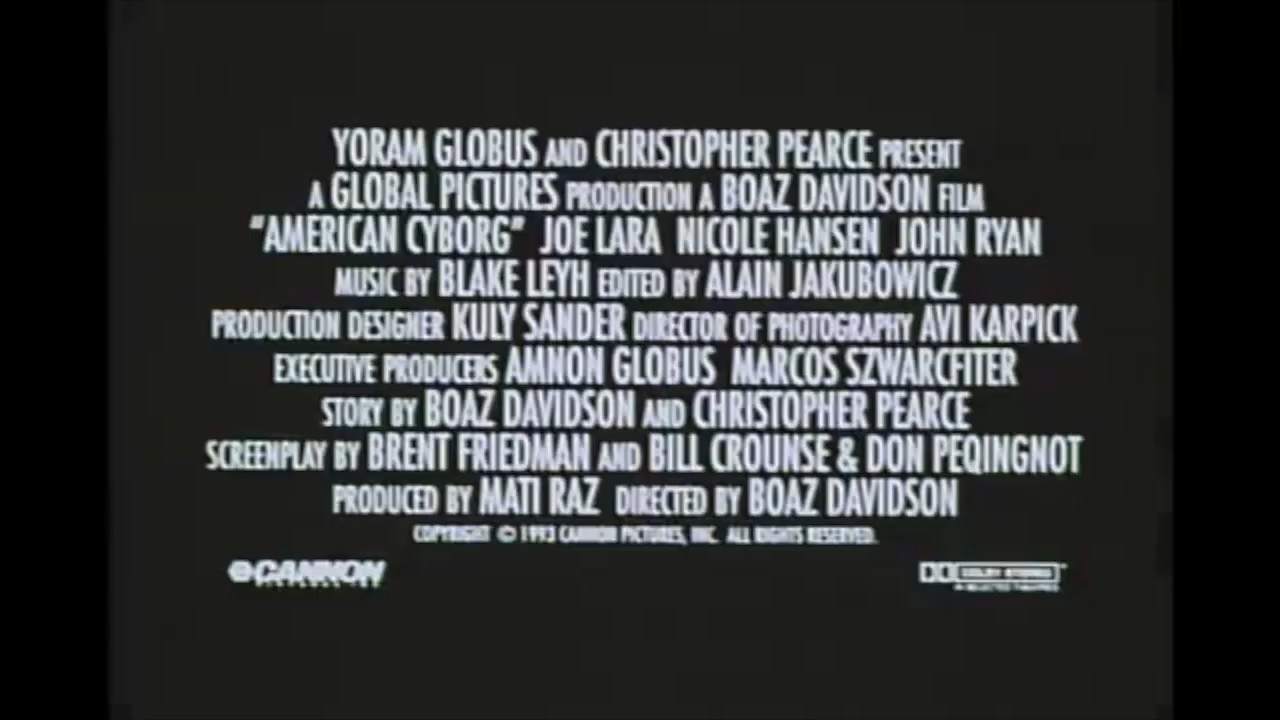 YORAM GLOBUS AND CHRISTOPHER PEARCE PRESENT
A GLOBAL PICTURES PRODUCTION A BOAZ DAVIDSON FILM
"AMERICAN CYBORG" JOE LARA NICOLE HANSEN JOHN RYAN
MUSIC BY BLAKE LEYH EDITED BY ALAIN JAKUBOWICZ
PRODUCTION DESIGNER KULY SANDER DIRECTOR OF PHOTOGRAPHY AVI KARPICK
EXECUTIVE PRODUCERS AMNON GLOBUS MARCOS SZWARCFITER
STORY BY BOAZ DAVIDSON AND CHRISTOPHER PEARCE
SCREENPLAY BY BRENT FRIEDMAN AND BILL CROUNSE & DON PEQINGNOT
PRODUCED BY MATI RAZ DIRECTED BY BOAZ DAVIDSON
COPYRIGHT © 1993 CANNON PICTURES, INC. ALL RIGHTS RESERVED.
CANNON
DOLBY STEREO
IN SELECTED THEATRES